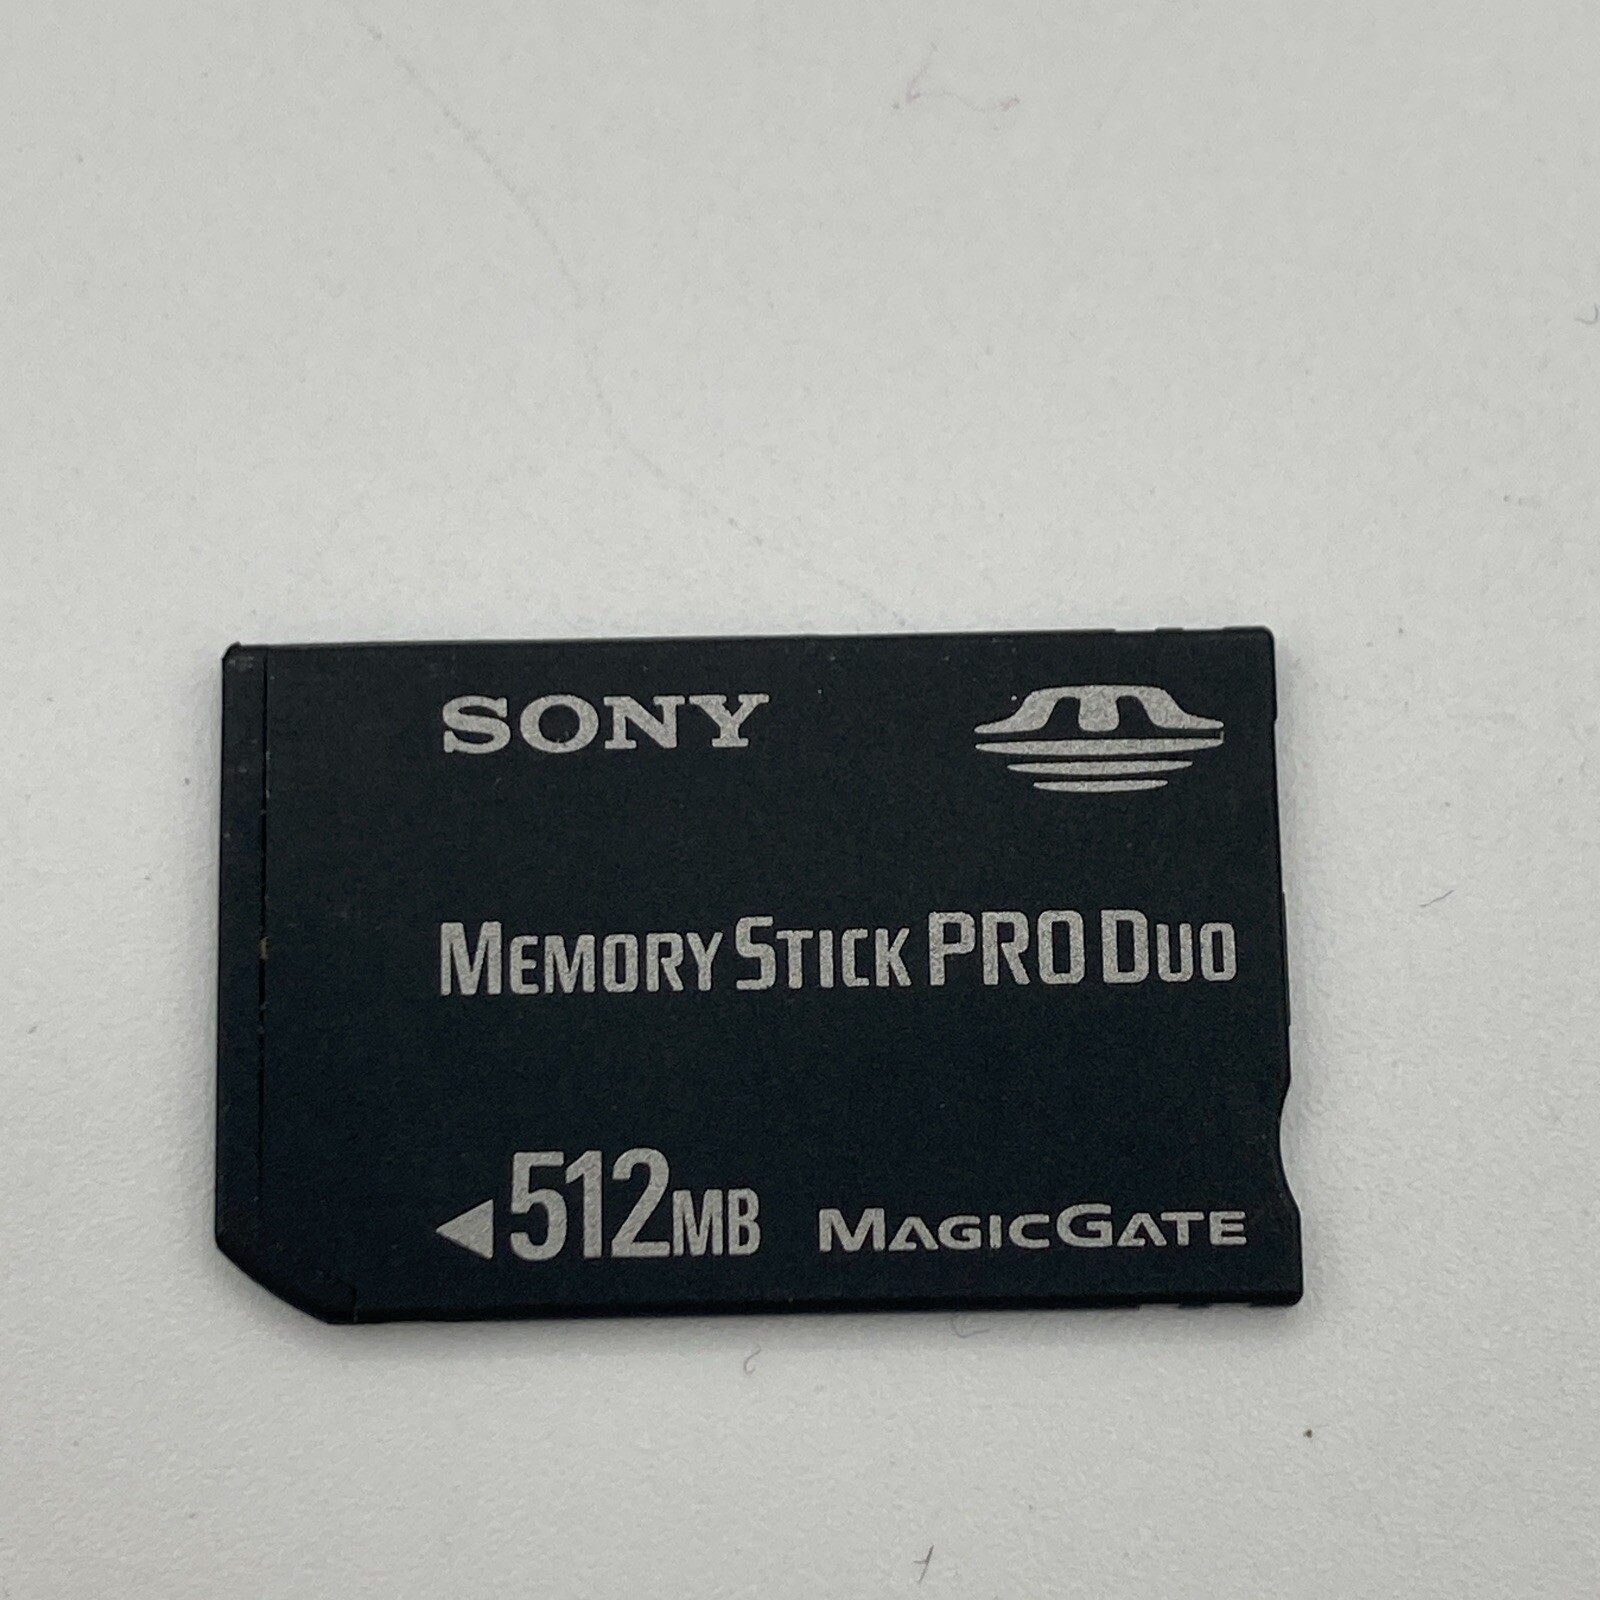 SONY
MEMORY STICK PRO DUO
512MB MAGICGATE